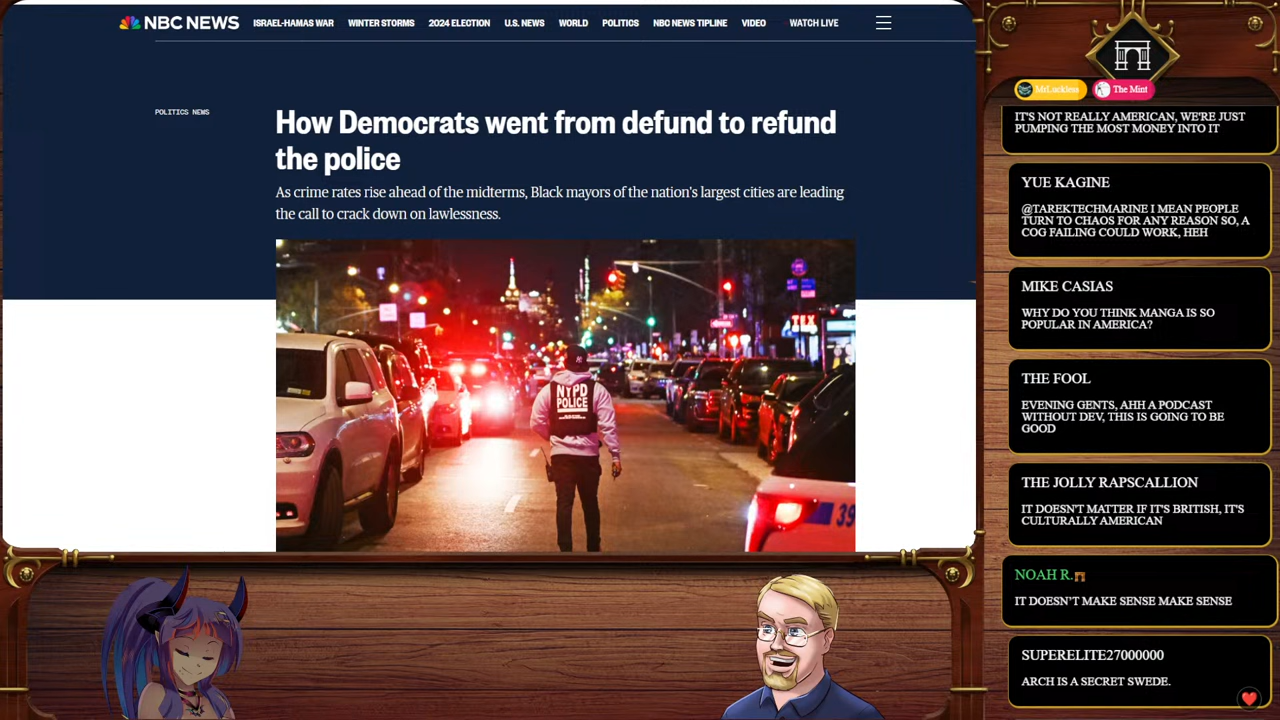 NBC NEWS
ISRAEL-HAMAS WAR
WINTER STORMS
2024 ELECTION
U.S. NEWS
WORLD
POLITICS
NBC NEWS TIPLINE
VIDEO
WATCH LIVE
POLITICS NEWS
How Democrats went from defund to refund
the police
As crime rates rise ahead of the midterms, Black mayors of the nation's largest cities are leading
the call to crack down on lawlessness.
NYPD
POLICE
39
MrLuckless
The Mint
IT'S NOT REALLY AMERICAN, WE'RE JUST
PUMPING THE MOST MONEY INTO IT
YUE KAGINE
@TAREKTECHMARINE I MEAN PEOPLE
TURN TO CHAOS FOR ANY REASON SO, A
COG FAILING COULD WORK, HEH
MIKE CASIAS
WHY DO YOU THINK MANGA IS SO
POPULAR IN AMERICA?
THE FOOL
EVENING GENTS, AHH A PODCAST
WITHOUT DEV, THIS IS GOING TO BE
GOOD
THE JOLLY RAPSCALLION
IT DOESN'T MATTER IF IT'S BRITISH, IT'S
CULTURALLY AMERICAN
NOAH R.
IT DOESN'T MAKE SENSE MAKE SENSE
SUPERELITE27000000
ARCH IS A SECRET SWEDE.